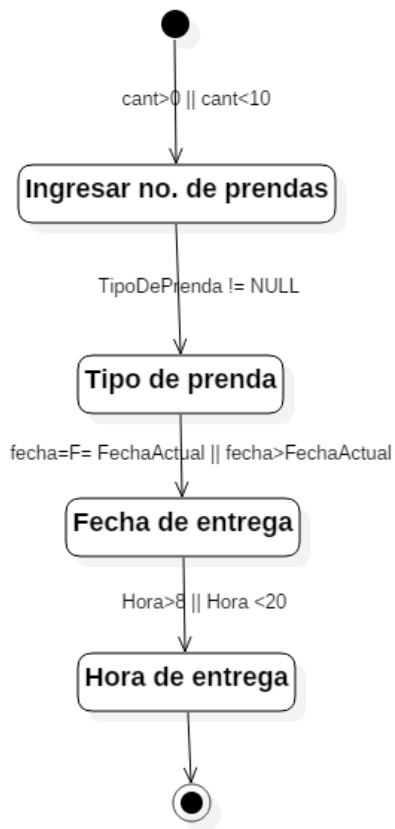 cant>0 || cant<10
Ingresar no. de prendas
TipoDePrenda != NULL
Tipo de prenda
fecha=F= FechaActual || fecha>FechaActual
Fecha de entrega
Hora>8 || Hora <20
Hora de entrega